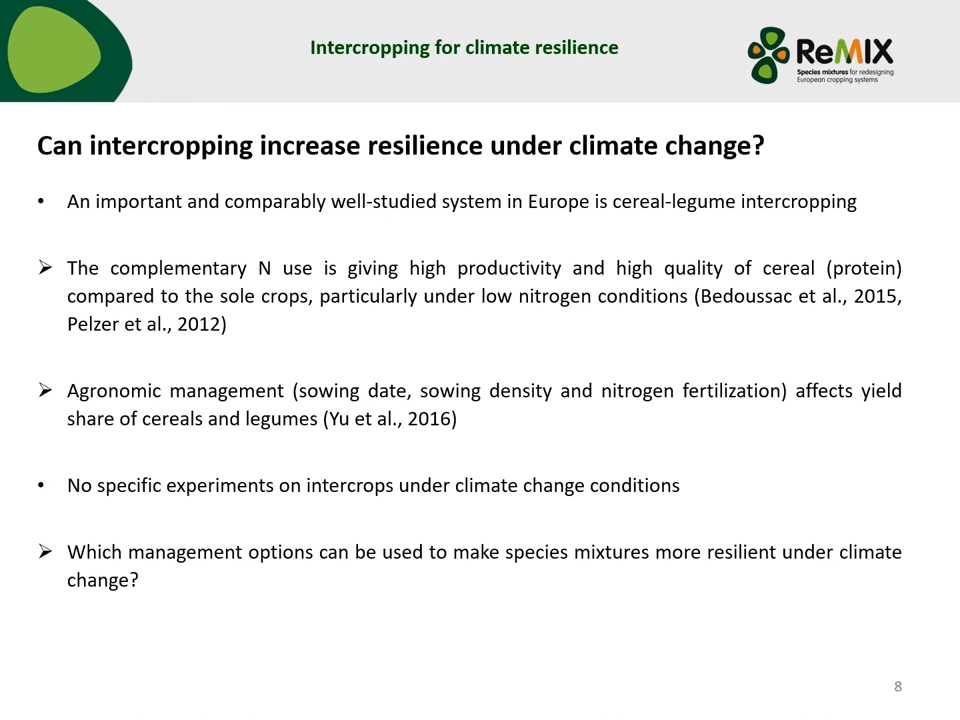 Intercropping for climate resilience
ReMIX
Species mixtures for redesigning
European cropping systems
Can intercropping increase resilience under climate change?
• An important and comparably well-studied system in Europe is cereal-legume intercropping
➢ The complementary N use is giving high productivity and high quality of cereal (protein)
compared to the sole crops, particularly under low nitrogen conditions (Bedoussac et al., 2015,
Pelzer et al., 2012)
➢ Agronomic management (sowing date, sowing density and nitrogen fertilization) affects yield
share of cereals and legumes (Yu et al., 2016)
• No specific experiments on intercrops under climate change conditions
➢ Which management options can be used to make species mixtures more resilient under climate
change?
8